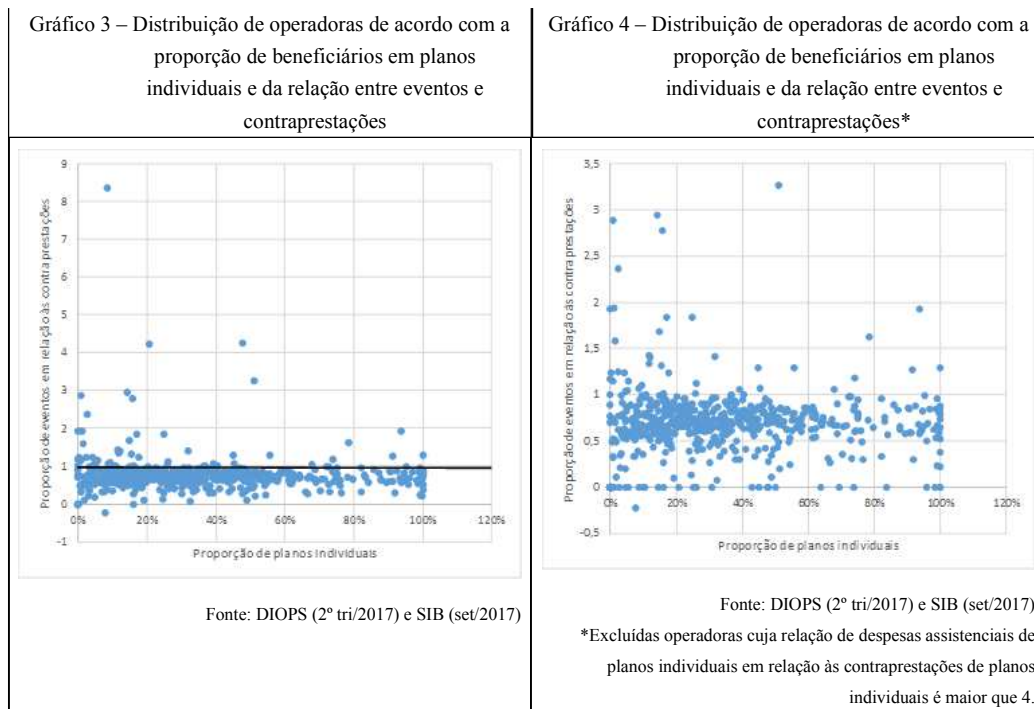 Gráfico 3 – Distribuição de operadoras de acordo com a
proporção de beneficiários em planos
individuais e da relação entre eventos e
contraprestações
9
8
7
6
5
4
3
2
1
0
-1
0%
20%
40%
60%
80%
100%
120%
Proporção de eventos em relação às contraprestações
Proporção de planos individuais
Fonte: DIOPS (2º tri/2017) e SIB (set/2017)
Gráfico 4 – Distribuição de operadoras de acordo com a
proporção de beneficiários em planos
individuais e da relação entre eventos e
contraprestações*
3,5
3
2,5
2
1,5
1
0,5
0
-0,5
0%
20%
40%
60%
80%
100%
120%
Proporção de eventos em relação às contraprestações
Proporção de planos individuais
Fonte: DIOPS (2º tri/2017) e SIB (set/2017)
*Excluídas operadoras cuja relação de despesas assistenciais de
planos individuais em relação às contraprestações de planos
individuais é maior que 4.